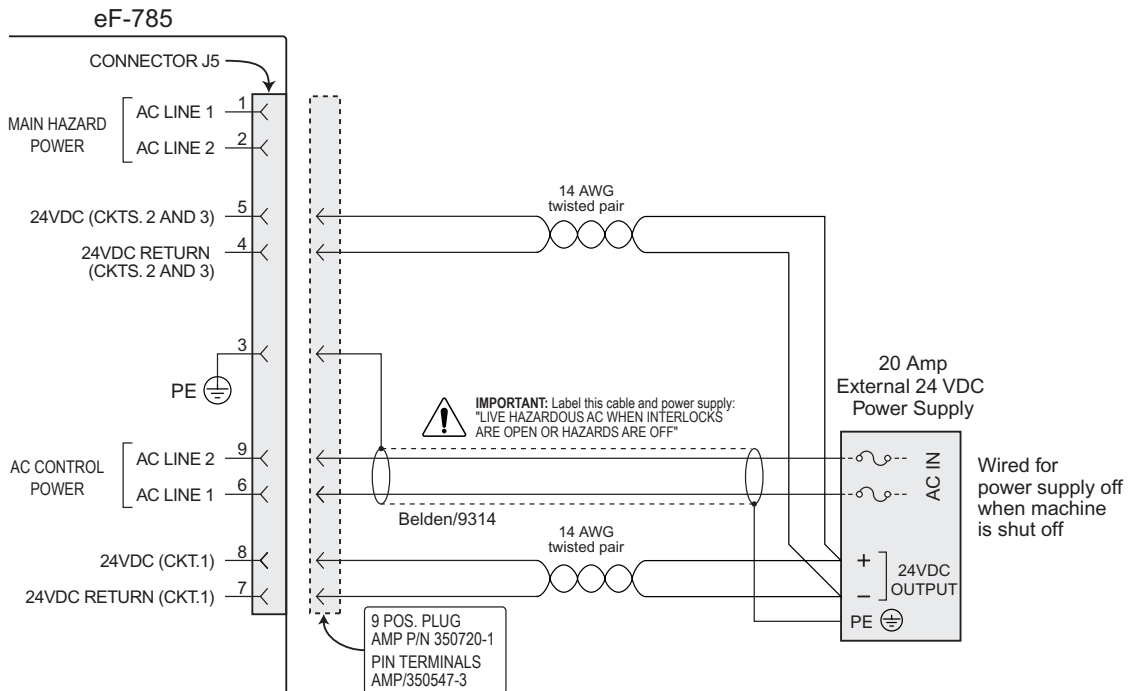 eF-785
CONNECTOR J5
MAIN HAZARD
POWER
AC LINE 1
1
AC LINE 2
2
24VDC (CKTS. 2 AND 3)
5
24VDC RETURN
(CKTS. 2 AND 3)
4
3
PE
AC CONTROL
POWER
AC LINE 2
9
AC LINE 1
6
24VDC (CKT.1)
8
24VDC RETURN (CKT.1)
7
14 AWG
twisted pair
IMPORTANT: Label this cable and power supply:
"LIVE HAZARDOUS AC WHEN INTERLOCKS
ARE OPEN OR HAZARDS ARE OFF"
Belden/9314
14 AWG
twisted pair
9 POS. PLUG
AMP P/N 350720-1
PIN TERMINALS
AMP/350547-3
20 Amp
External 24 VDC
Power Supply
AC IN
+
–
24VDC
OUTPUT
PE
Wired for
power supply off
when machine
is shut off